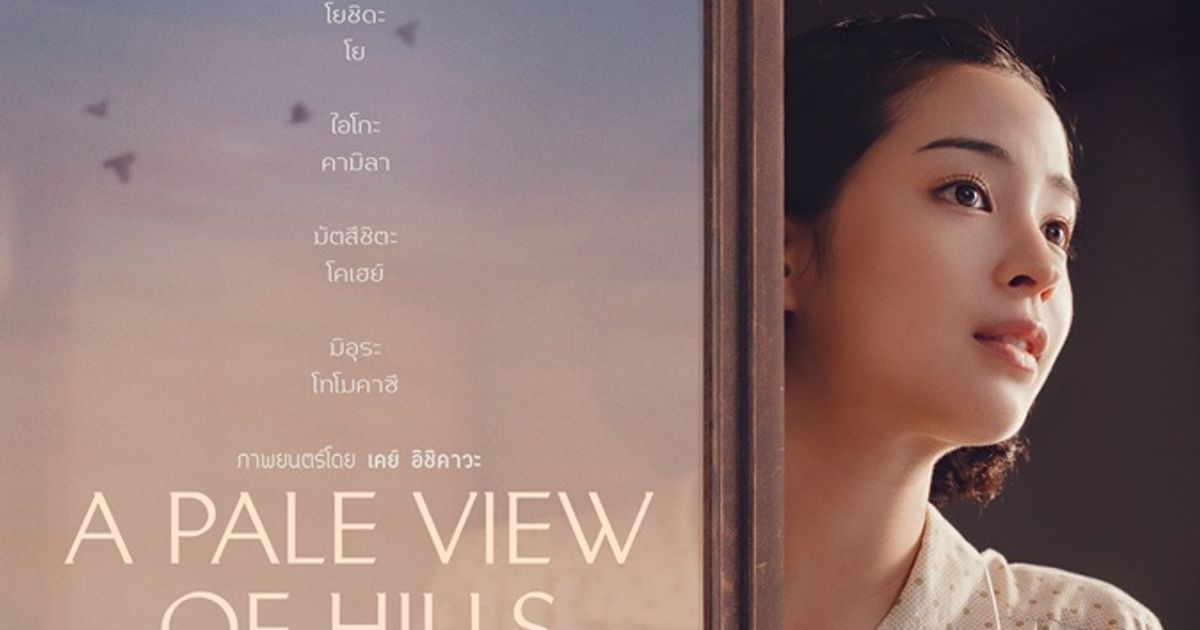 โยชิดะ
โย
ไอโกะ
คามิลา
มัตสึชิตะ
โคเฮย์
มิอุระ
โทโมคาซึ
ภาพยนตร์โดย เคย์ อิชิคาวะ
A PALE VIEW
OF HILLS